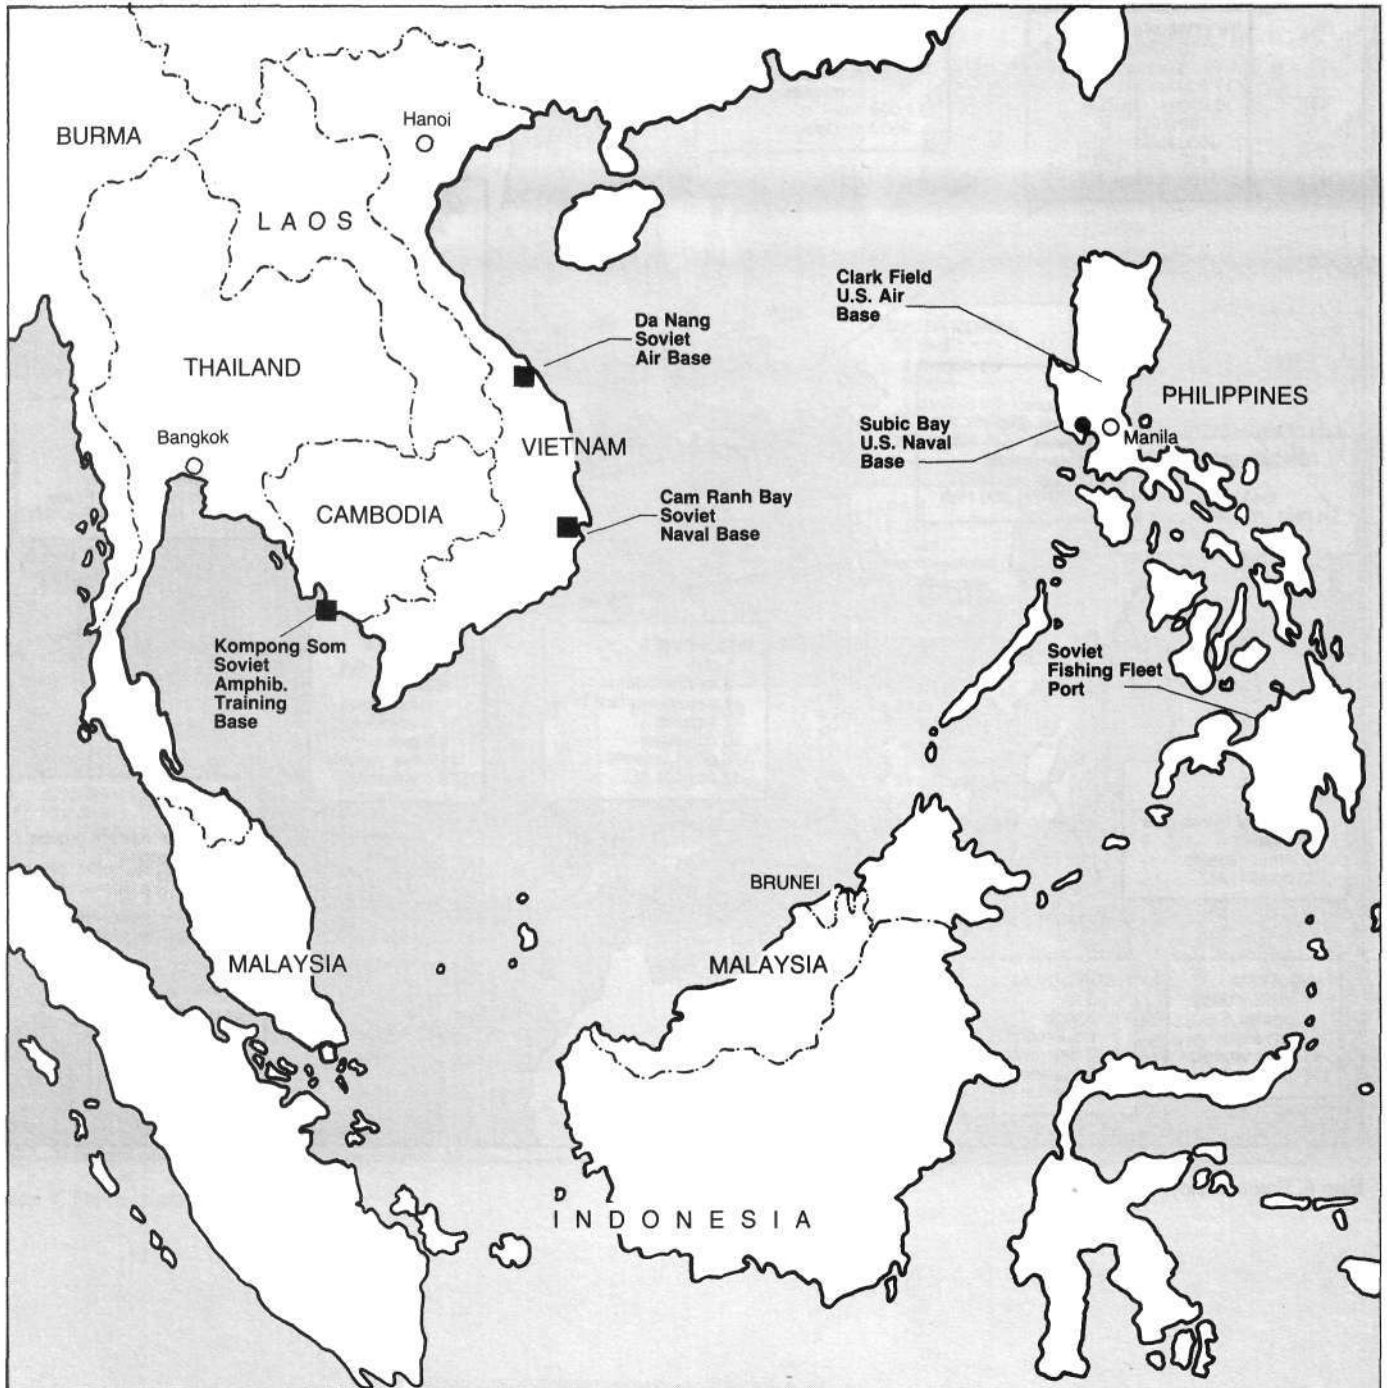 Hanoi
BURMA
LAOS
Clark Field
U.S. Air
Base
Da Nang
Soviet
Air Base
THAILAND
PHILIPPINES
Subic Bay
U.S. Naval
Base
Manila
Bangkok
VIETNAM
Cam Ranh Bay
Soviet
Naval Base
CAMBODIA
Kompong Som
Soviet
Amphib.
Training
Base
Soviet
Fishing Fleet
Port
BRUNEI
MALAYSIA
MALAYSIA
INDONESIA